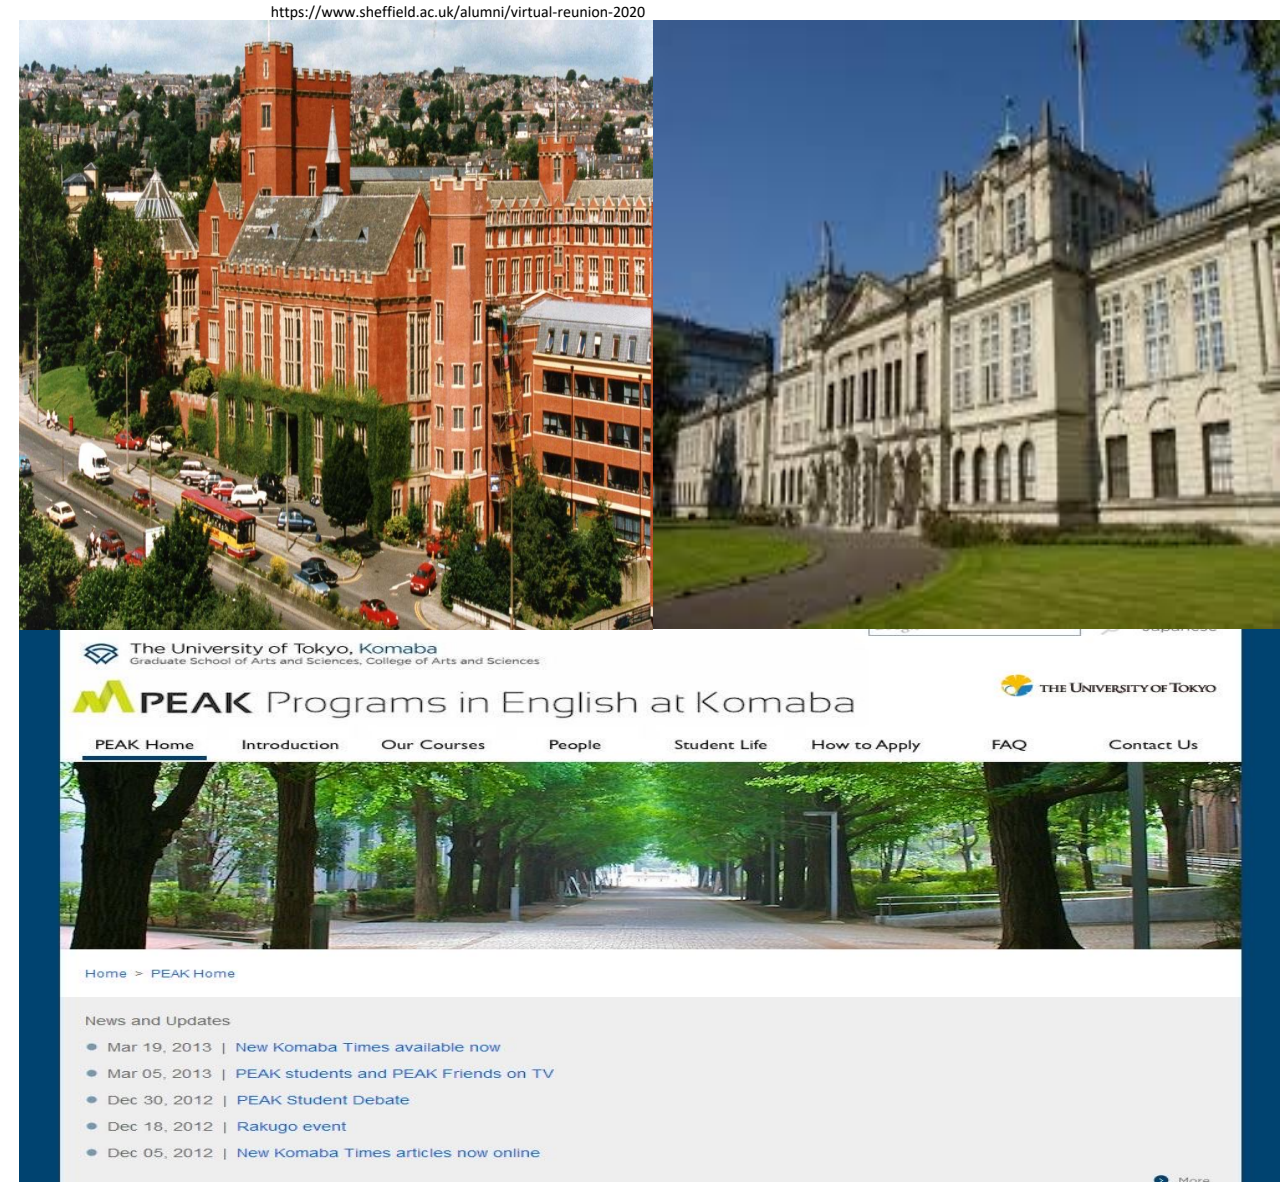 https://www.sheffield.ac.uk/alumni/virtual-reunion-2020
The University of Tokyo, Komaba
Graduate School of Arts and Sciences, College of Arts and Sciences
PEAK Programs in English at Komaba
THE UNIVERSITY OF TOKYO
PEAK Home Introduction Our Courses People Student Life How to Apply FAQ Contact Us
Home > PEAK Home
News and Updates
Mar 19, 2013 | New Komaba Times available now
Mar 05, 2013 | PEAK students and PEAK Friends on TV
Dec 30, 2012 | PEAK Student Debate
Dec 18, 2012 | Rakugo event
Dec 05, 2012 | New Komaba Times articles now online
More